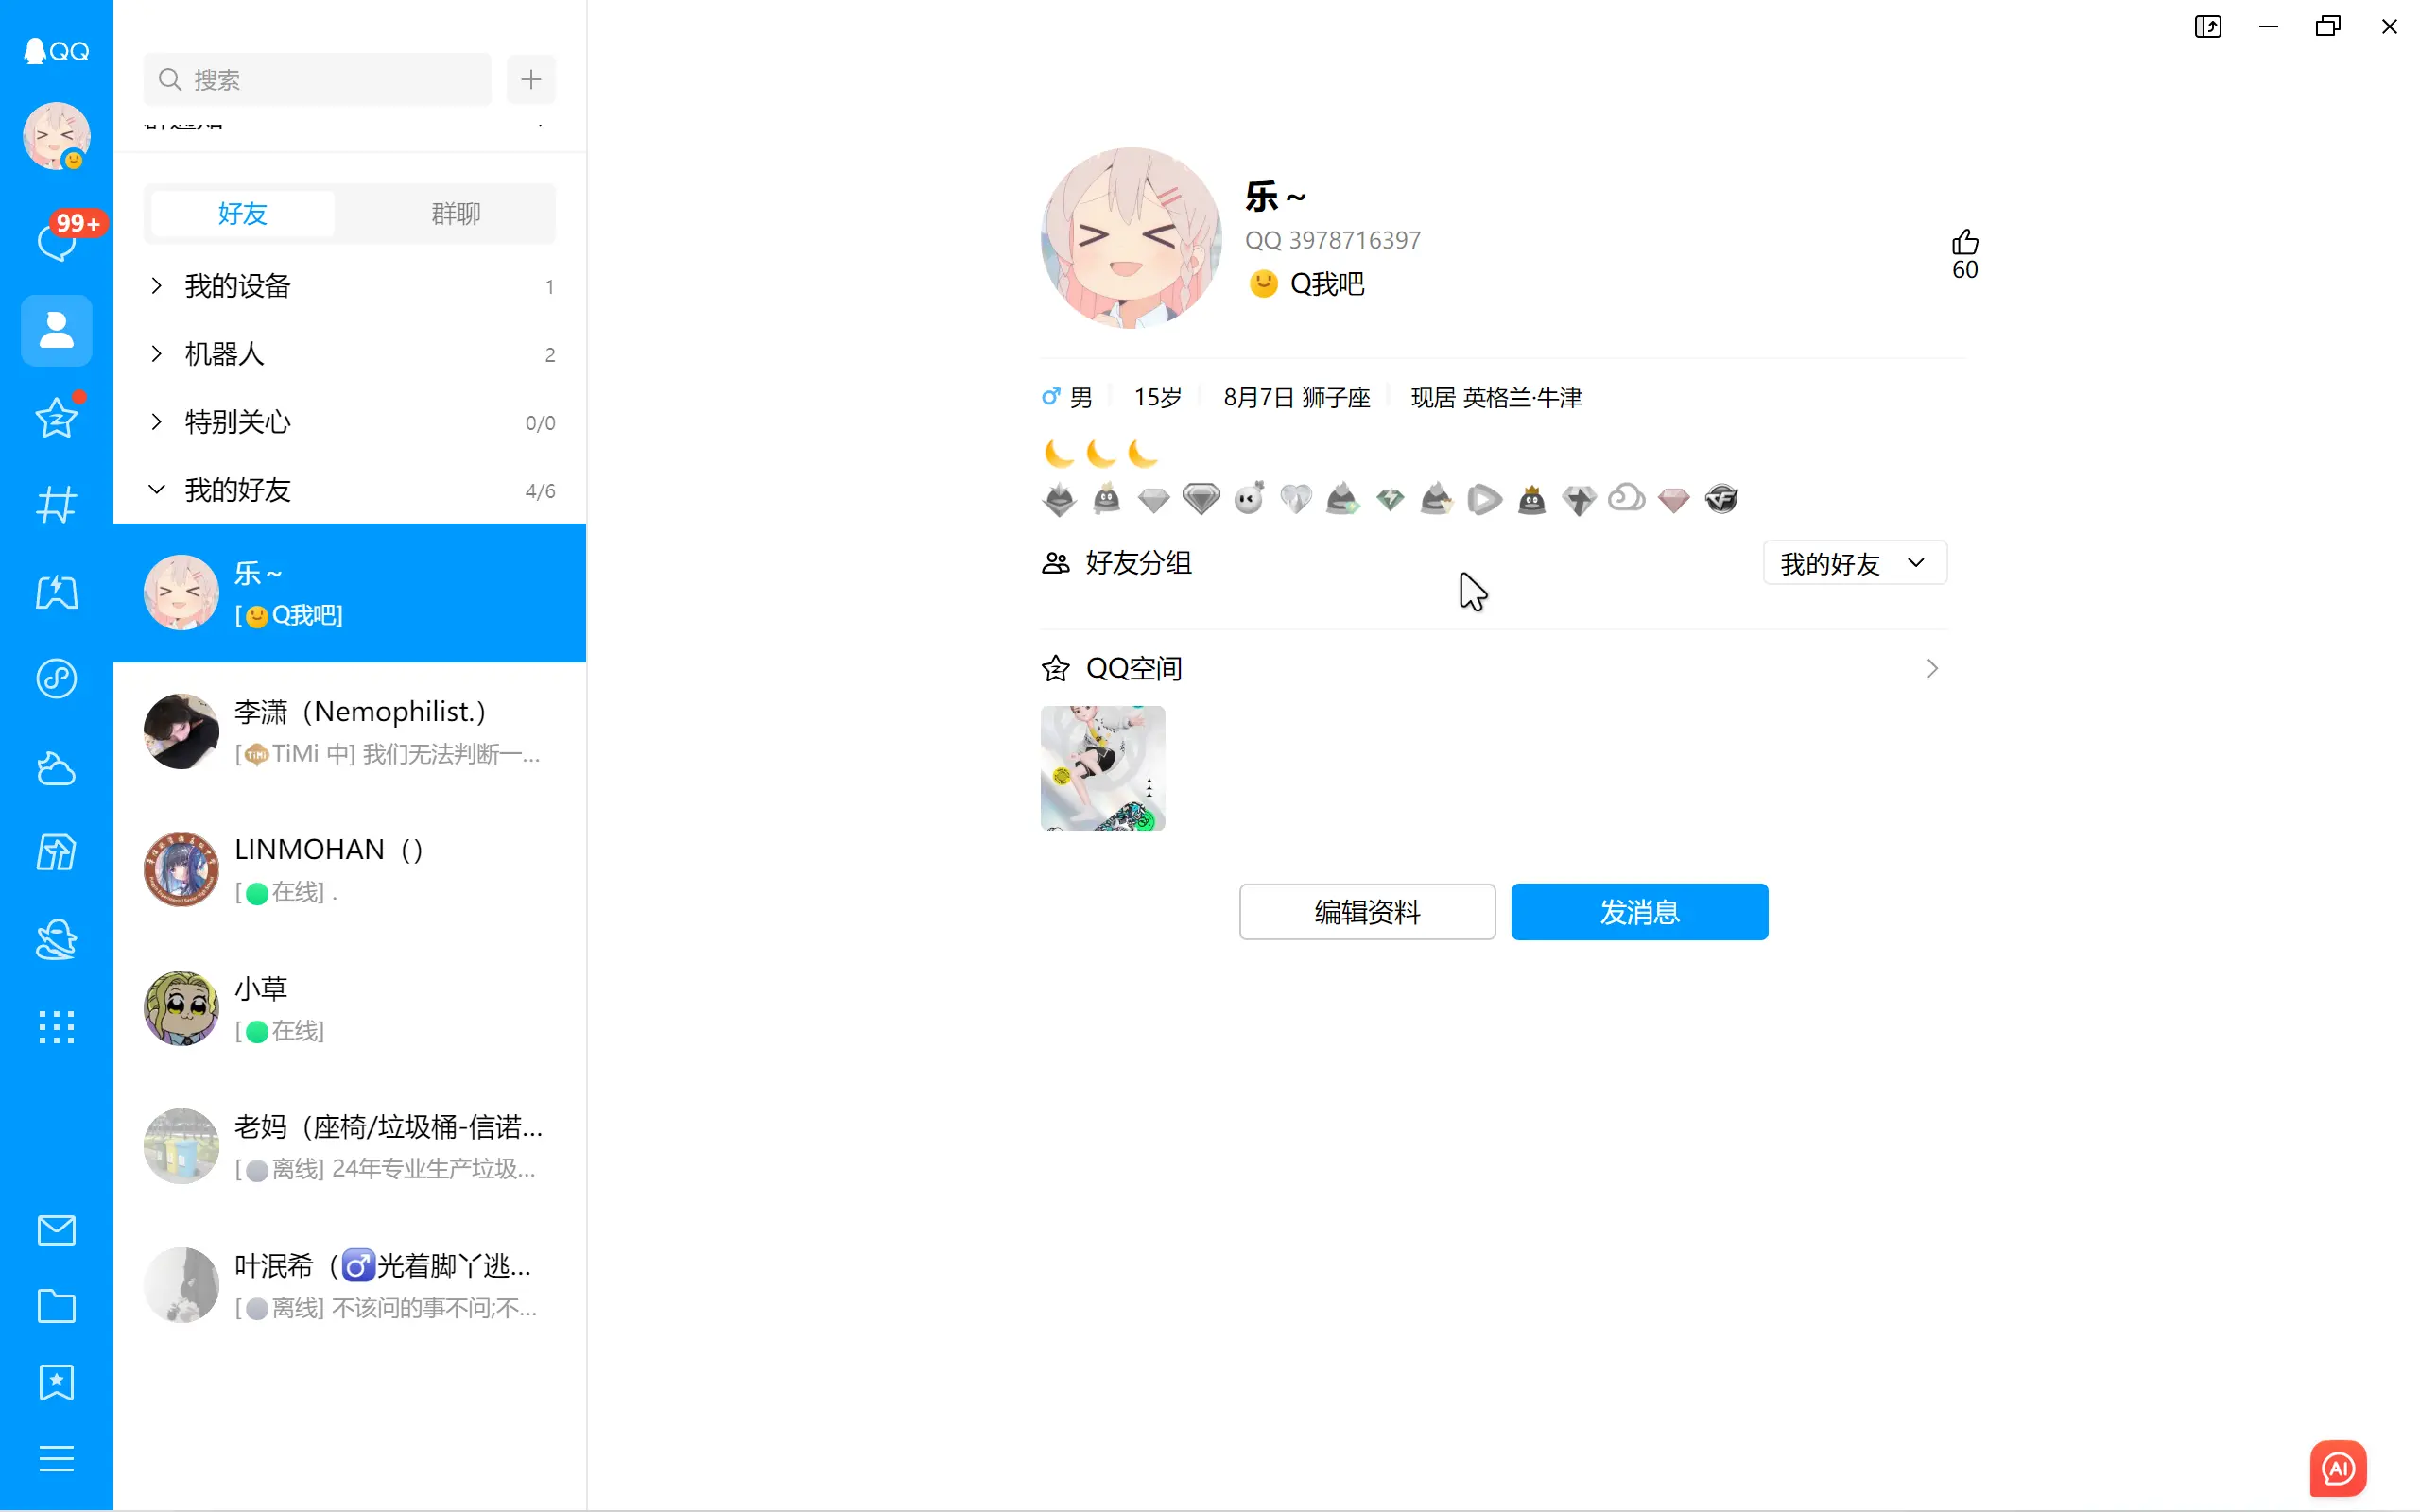 QQ
搜索
99+
好友
群聊
我的设备
1
机器人
2
特别关心
0/0
我的好友
4/6
乐~
[Q我吧]
李潇（Nemophilist.）
[TiMi 中] 我们无法判断一...
LINMOHAN（）
[在线] .
小草
[在线]
老妈（座椅/垃圾桶-信诺...
[离线] 24年专业生产垃圾...
叶泯希（♂光着脚丫逃...
[离线] 不该问的事不问;不...
乐~
QQ 3978716397
Q我吧
60
男
15岁
8月7日 狮子座
现居 英格兰·牛津
好友分组
我的好友
QQ空间
编辑资料
发消息
AI